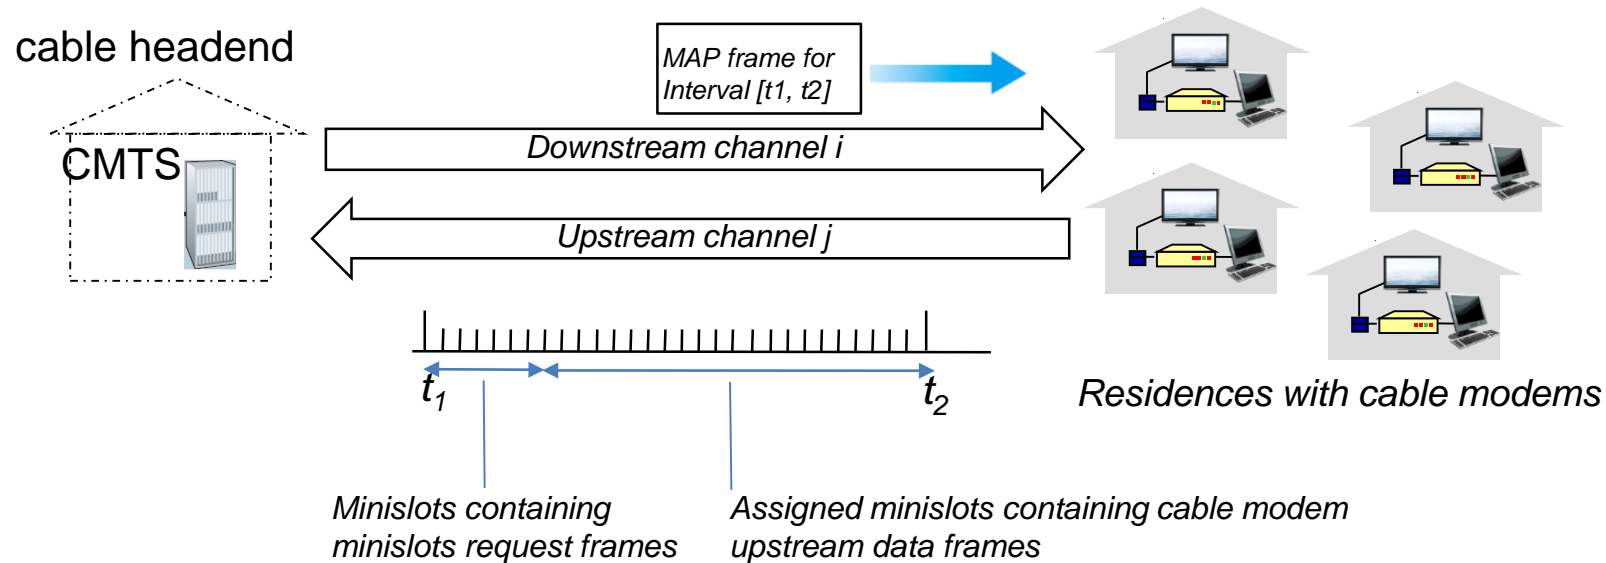 cable headend
MAP frame for
Interval [t1, t2]
CMTS
Downstream channel i
Upstream channel j
t1
t2
Residences with cable modems
Minislots containing
minislots request frames
Assigned minislots containing cable modem
upstream data frames